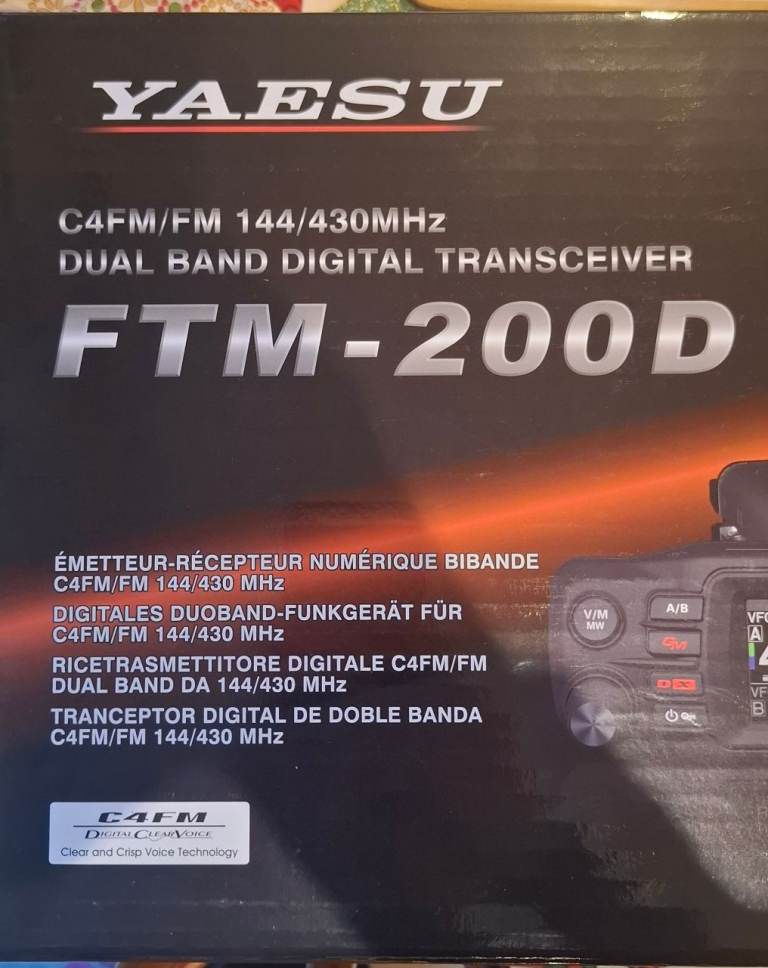 YAESU
C4FM/FM 144/430MHz
DUAL BAND DIGITAL TRANSCEIVER
FTM-200D
ÉMETTEUR-RÉCEPTEUR NUMÉRIQUE BIBANDE
C4FM/FM 144/430 MHz
DIGITALES DUOBAND-FUNKGERÄT FÜR
C4FM/FM 144/430 MHz
RICETRASMETTITORE DIGITALE C4FM/FM
DUAL BAND DA 144/430 MHz
TRANCEPTOR DIGITAL DE DOBLE BANDA
C4FM/FM 144/430 MHz
V/M
MW
A/B
GM
D X
A
VF
B
C4FM
DIGITAL CLEAR VOICE
Clear and Crisp Voice Technology